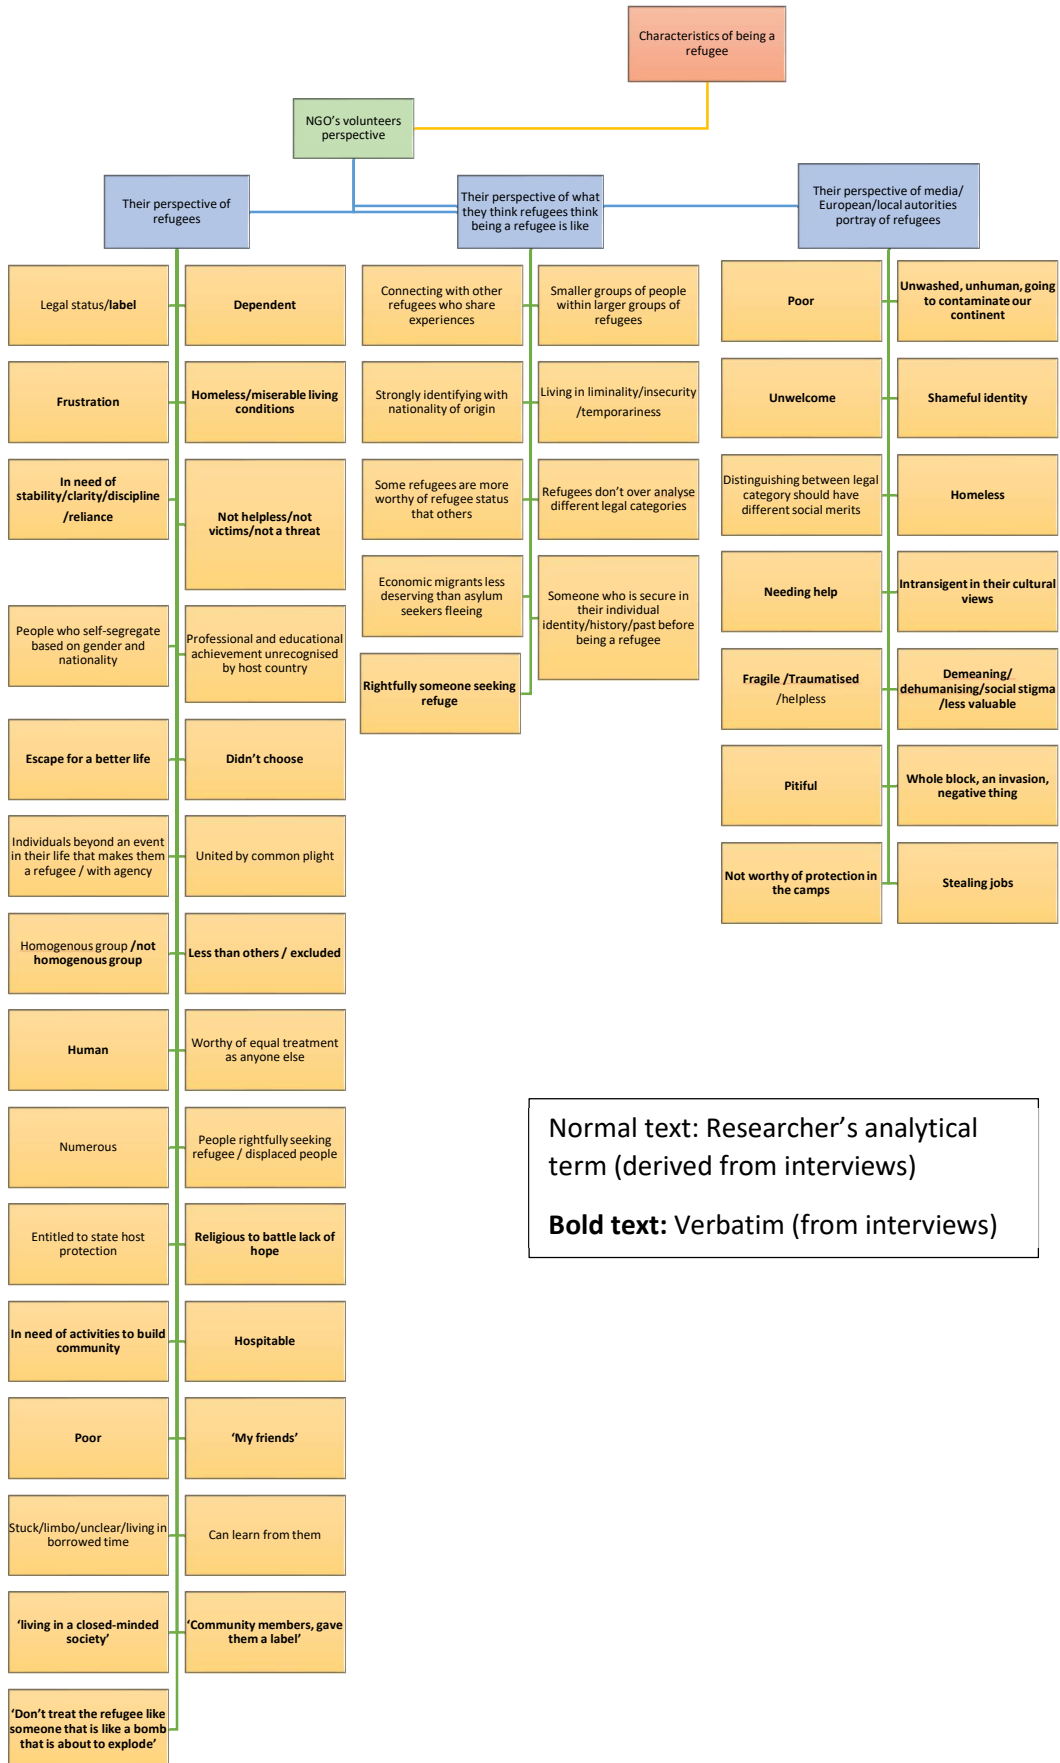 Characteristics of being a
refugee
NGO's volunteers
perspective
Their perspective of
refugees
Their perspective of what
they think refugees think
being a refugee is like
Their perspective of media/
European/local autorities
portray of refugees
Legal status/label
Dependent
Frustration
Homeless/miserable living
conditions
In need of
stability/clarity/discipline
/reliance
Not helpless/not
victims/not a threat
People who self-segregate
based on gender and
nationality
Professional and educational
achievement unrecognised
by host country
Escape for a better life
Didn't choose
Individuals beyond an event
in their life that makes them
a refugee / with agency
United by common plight
Homogenous group /not
homogenous group
Less than others / excluded
Human
Worthy of equal treatment
as anyone else
Numerous
People rightfully seeking
refugee / displaced people
Entitled to state host
protection
Religious to battle lack of
hope
In need of activities to build
community
Hospitable
Poor
'My friends'
Stuck/limbo/unclear/living in
borrowed time
Can learn from them
'living in a closed-minded
society'
'Community members, gave
them a label'
'Don't treat the refugee like
someone that is like a bomb
that is about to explode'
Connecting with other
refugees who share
experiences
Smaller groups of people
within larger groups of
refugees
Strongly identifying with
nationality of origin
Living in liminality/insecurity
/temporariness
Some refugees are more
worthy of refugee status
that others
Refugees don't over analyse
different legal categories
Economic migrants less
deserving than asylum
seekers fleeing
Someone who is secure in
their individual
identity/history/past before
being a refugee
Rightfully someone seeking
refuge
Poor
Unwashed, unhuman, going
to contaminate our
continent
Unwelcome
Shameful identity
Distinguishing between legal
category should have
different social merits
Homeless
Needing help
Intransigent in their cultural
views
Fragile /Traumatised
/helpless
Demeaning/
dehumanising/social stigma
/less valuable
Pitiful
Whole block, an invasion,
negative thing
Not worthy of protection in
the camps
Stealing jobs
Normal text: Researcher's analytical
term (derived from interviews)
Bold text: Verbatim (from interviews)